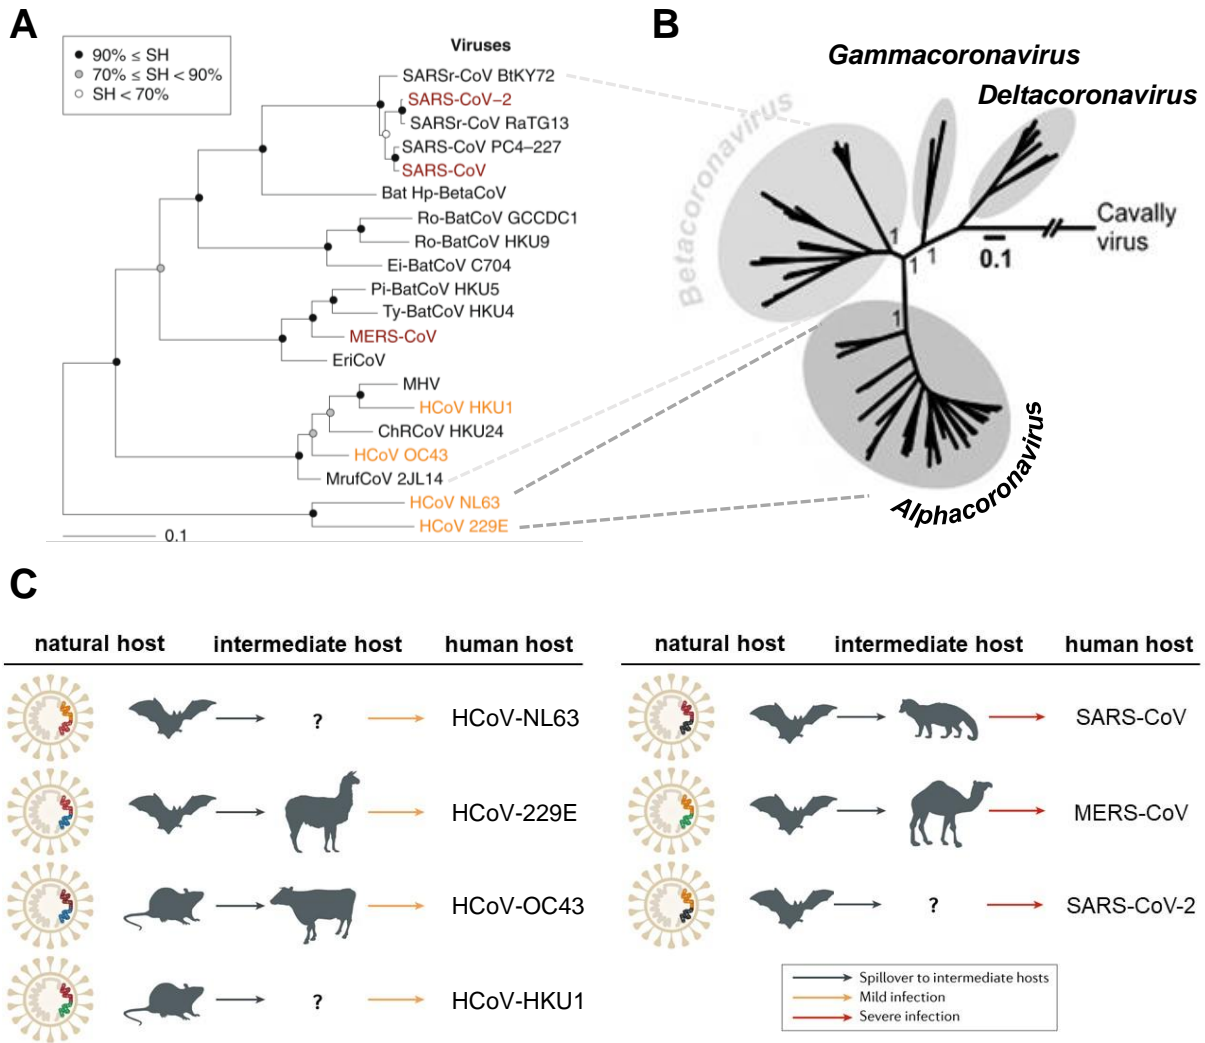 A
90% ≤ SH
70% ≤ SH < 90%
SH < 70%
Viruses
SARSr-CoV BtKY72
SARS-CoV-2
SARSr-CoV RaTG13
SARS-CoV PC4-227
SARS-CoV
Bat Hp-BetaCoV
Ro-BatCoV GCCDC1
Ro-BatCoV HKU9
Ei-BatCoV C704
Pi-BatCoV HKU5
Ty-BatCoV HKU4
MERS-CoV
EriCoV
MHV
HCoV HKU1
ChRCoV HKU24
HCoV OC43
MrufCoV 2JL14
HCoV NL63
HCoV 229E
0.1
B
Gammacoronavirus
Deltacoronavirus
Betacoronavirus
Cavally
virus
1
1
1
0.1
1
Alphacoronavirus
C
natural host intermediate host human host
? HCoV-NL63
HCoV-229E
HCoV-OC43
? HCoV-HKU1
natural host intermediate host human host
SARS-CoV
MERS-CoV
? SARS-CoV-2
Spillover to intermediate hosts
Mild infection
Severe infection